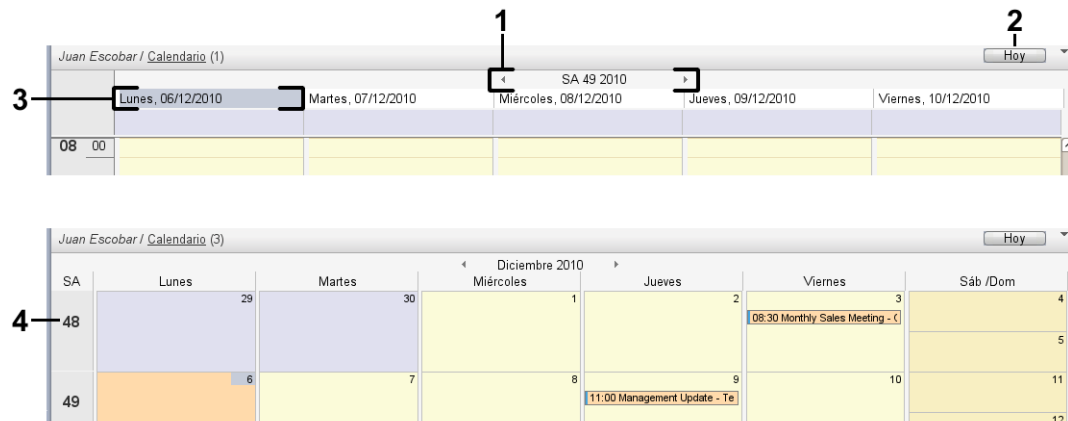 1 2
Juan Escobar / Calendario (1) Hoy
SA 49 2010
3 Lunes, 06/12/2010 Martes, 07/12/2010 Miércoles, 08/12/2010 Jueves, 09/12/2010 Viernes, 10/12/2010
08 00
Juan Escobar / Calendario (3) Hoy
Diciembre 2010
SA Lunes Martes Miércoles Jueves Viernes Sáb /Dom
29 30 1 2 3 4
08:30 Monthly Sales Meeting - (
4 48
5
6 7 8 9 10 11
49 11:00 Management Update - Te
12